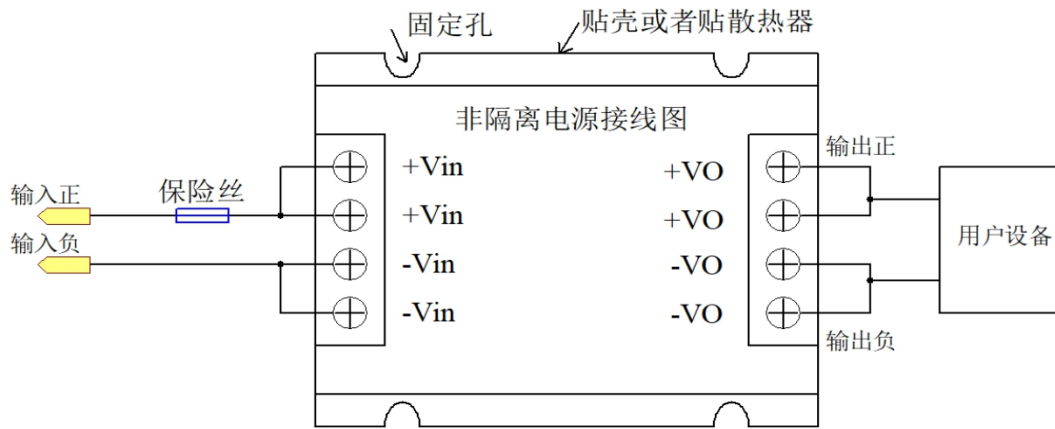 固定孔
贴壳或者贴散热器
非隔离电源接线图
输入正
保险丝
输入负
+Vin
+Vin
-Vin
-Vin
+VO
+VO
-VO
-VO
输出正
输出负
用户设备